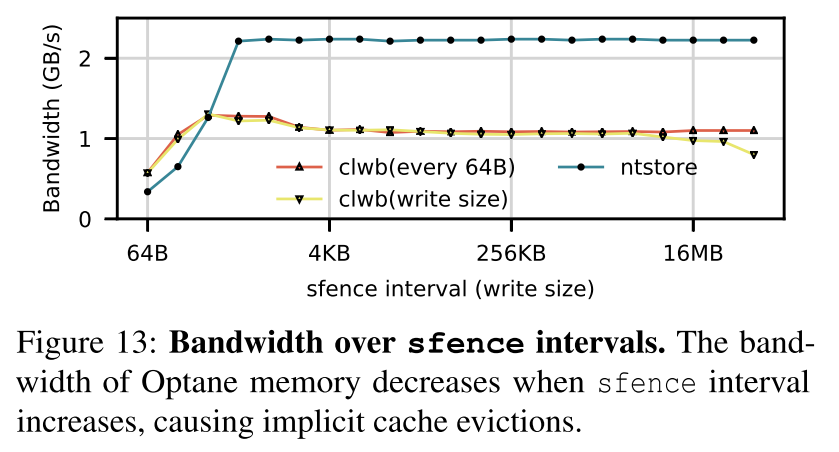 Bandwidth (GB/s)
2
1
0
clwb(every 64B)
ntstore
clwb(write size)
64B
4KB
256KB
16MB
sfence interval (write size)
Figure 13: Bandwidth over sfence intervals. The band-
width of Optane memory decreases when sfence interval
increases, causing implicit cache evictions.